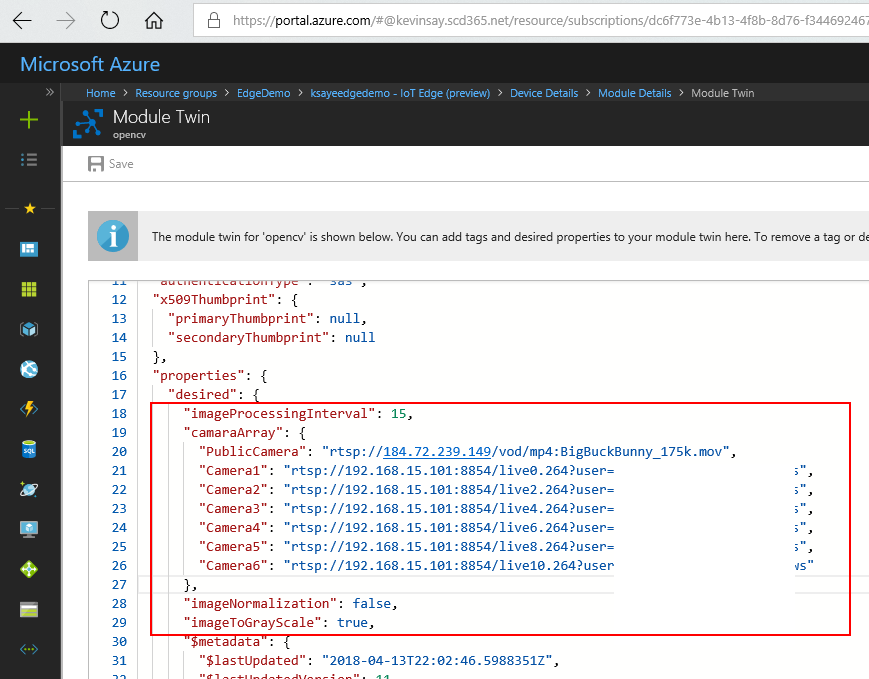 https://portal.azure.com/#@kevinsay.scd365.net/resource/subscriptions/dc6f773e-4b13-4f8b-8d76-f344692467
Microsoft Azure
Home > Resource groups > EdgeDemo > ksayeedgedemo - IoT Edge (preview) > Device Details > Module Details > Module Twin
Module Twin
opencv
Save
The module twin for 'opencv' is shown below. You can add tags and desired properties to your module twin here. To remove a tag or de
11 "authenticationType": "sas",
12 "x509Thumbprint": {
13 "primaryThumbprint": null,
14 "secondaryThumbprint": null
15 },
16 "properties": {
17 "desired": {
18 "imageProcessingInterval": 15,
19 "camaraArray": {
20 "PublicCamera": "rtsp://184.72.239.149/vod/mp4:BigBuckBunny_175k.mov",
21 "Camera1": "rtsp://192.168.15.101:8854/live0.264?user= s",
22 "Camera2": "rtsp://192.168.15.101:8854/live2.264?user= s",
23 "Camera3": "rtsp://192.168.15.101:8854/live4.264?user= s",
24 "Camera4": "rtsp://192.168.15.101:8854/live6.264?user= s",
25 "Camera5": "rtsp://192.168.15.101:8854/live8.264?user= s",
26 "Camera6": "rtsp://192.168.15.101:8854/live10.264?user ws"
27 },
28 "imageNormalization": false,
29 "imageToGrayScale": true,
30 "$metadata": {
31 "$lastUpdated": "2018-04-13T22:02:46.5988351Z",
32 "$lastUpdatedVersion": 11